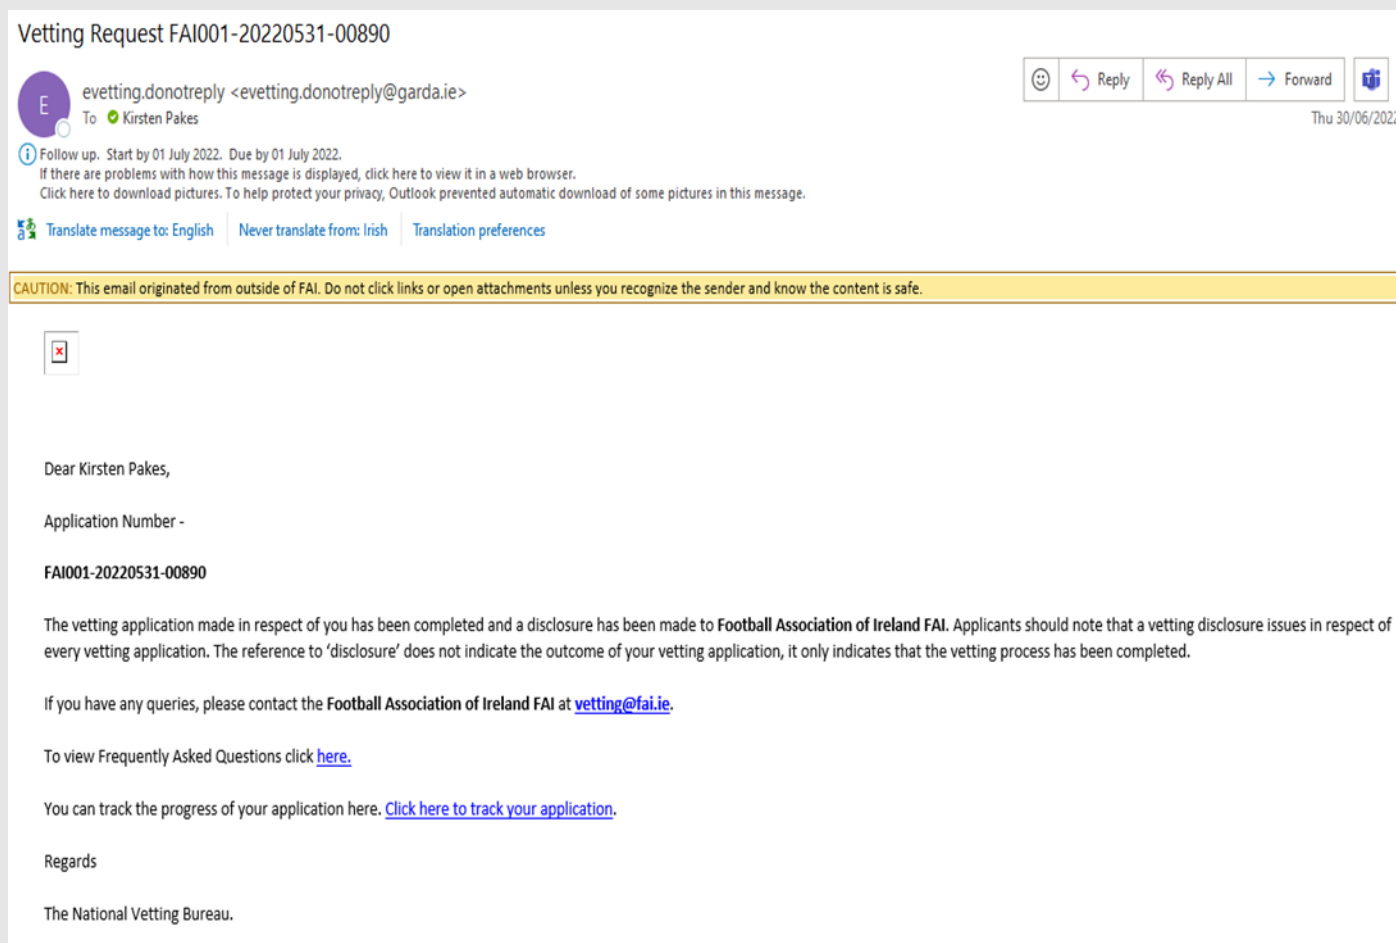 Vetting Request FAI001-20220531-00890
E
evetting.donotreply <evetting.donotreply@garda.ie>
To Kirsten Pakes
Reply
Reply All
Forward
Thu 30/06/2022
Follow up. Start by 01 July 2022. Due by 01 July 2022.
If there are problems with how this message is displayed, click here to view it in a web browser.
Click here to download pictures. To help protect your privacy, Outlook prevented automatic download of some pictures in this message.
Translate message to: English
Never translate from: Irish
Translation preferences
CAUTION: This email originated from outside of FAI. Do not click links or open attachments unless you recognize the sender and know the content is safe.
Dear Kirsten Pakes,
Application Number -
FAI001-20220531-00890
The vetting application made in respect of you has been completed and a disclosure has been made to Football Association of Ireland FAI. Applicants should note that a vetting disclosure issues in respect of
every vetting application. The reference to ‘disclosure’ does not indicate the outcome of your vetting application, it only indicates that the vetting process has been completed.
If you have any queries, please contact the Football Association of Ireland FAI at vetting@fai.ie.
To view Frequently Asked Questions click here.
You can track the progress of your application here. Click here to track your application.
Regards
The National Vetting Bureau.